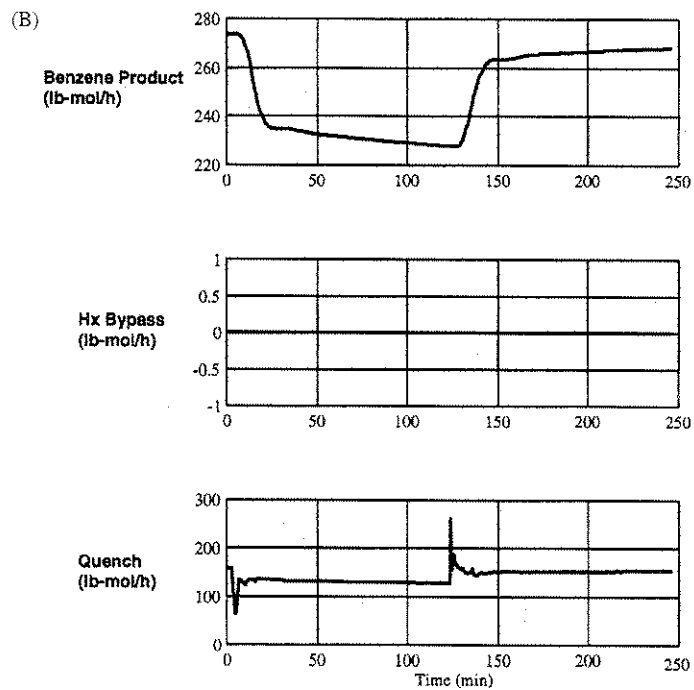 (B)
280
260
240
220
Benzene Product
(lb-mol/h)
0 50 100 150 200 250
1
0.5
0
-0.5
-1
Hx Bypass
(lb-mol/h)
0 50 100 150 200 250
300
200
100
0
Quench
(lb-mol/h)
0 50 100 150 200 250
Time (min)